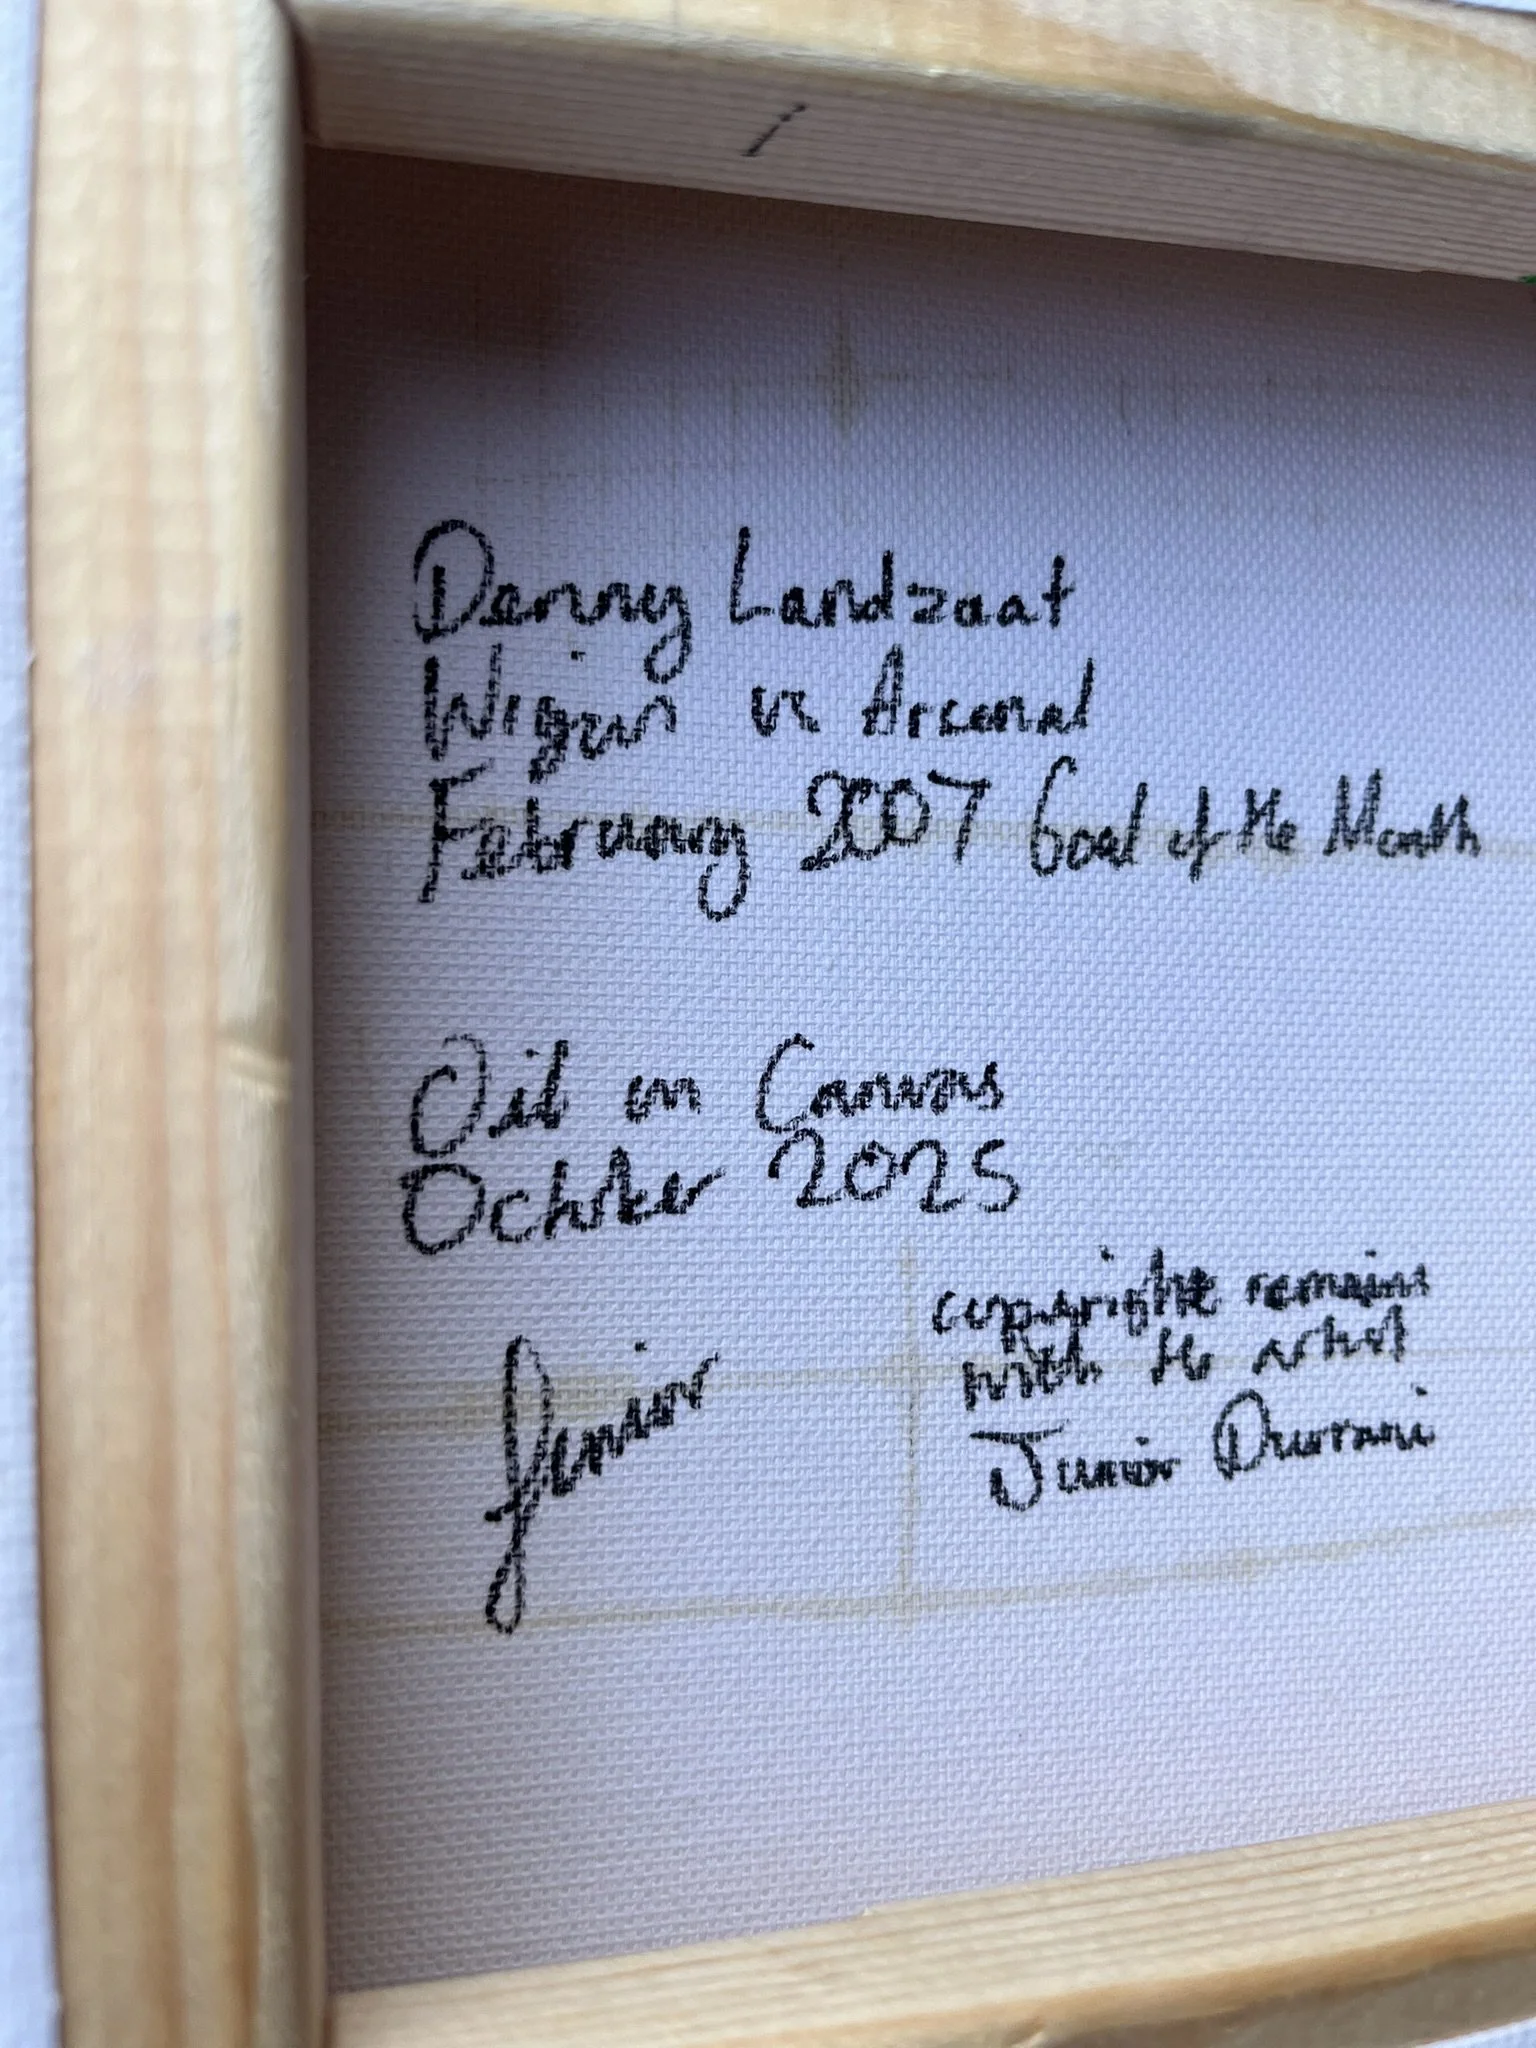 Denny Landzaat
Wigan vs Arsenal
February 2007 Goal of the Month
Oil on Canvas
October 2025
Junior
copyright remains
with the artist
Junior Durrani